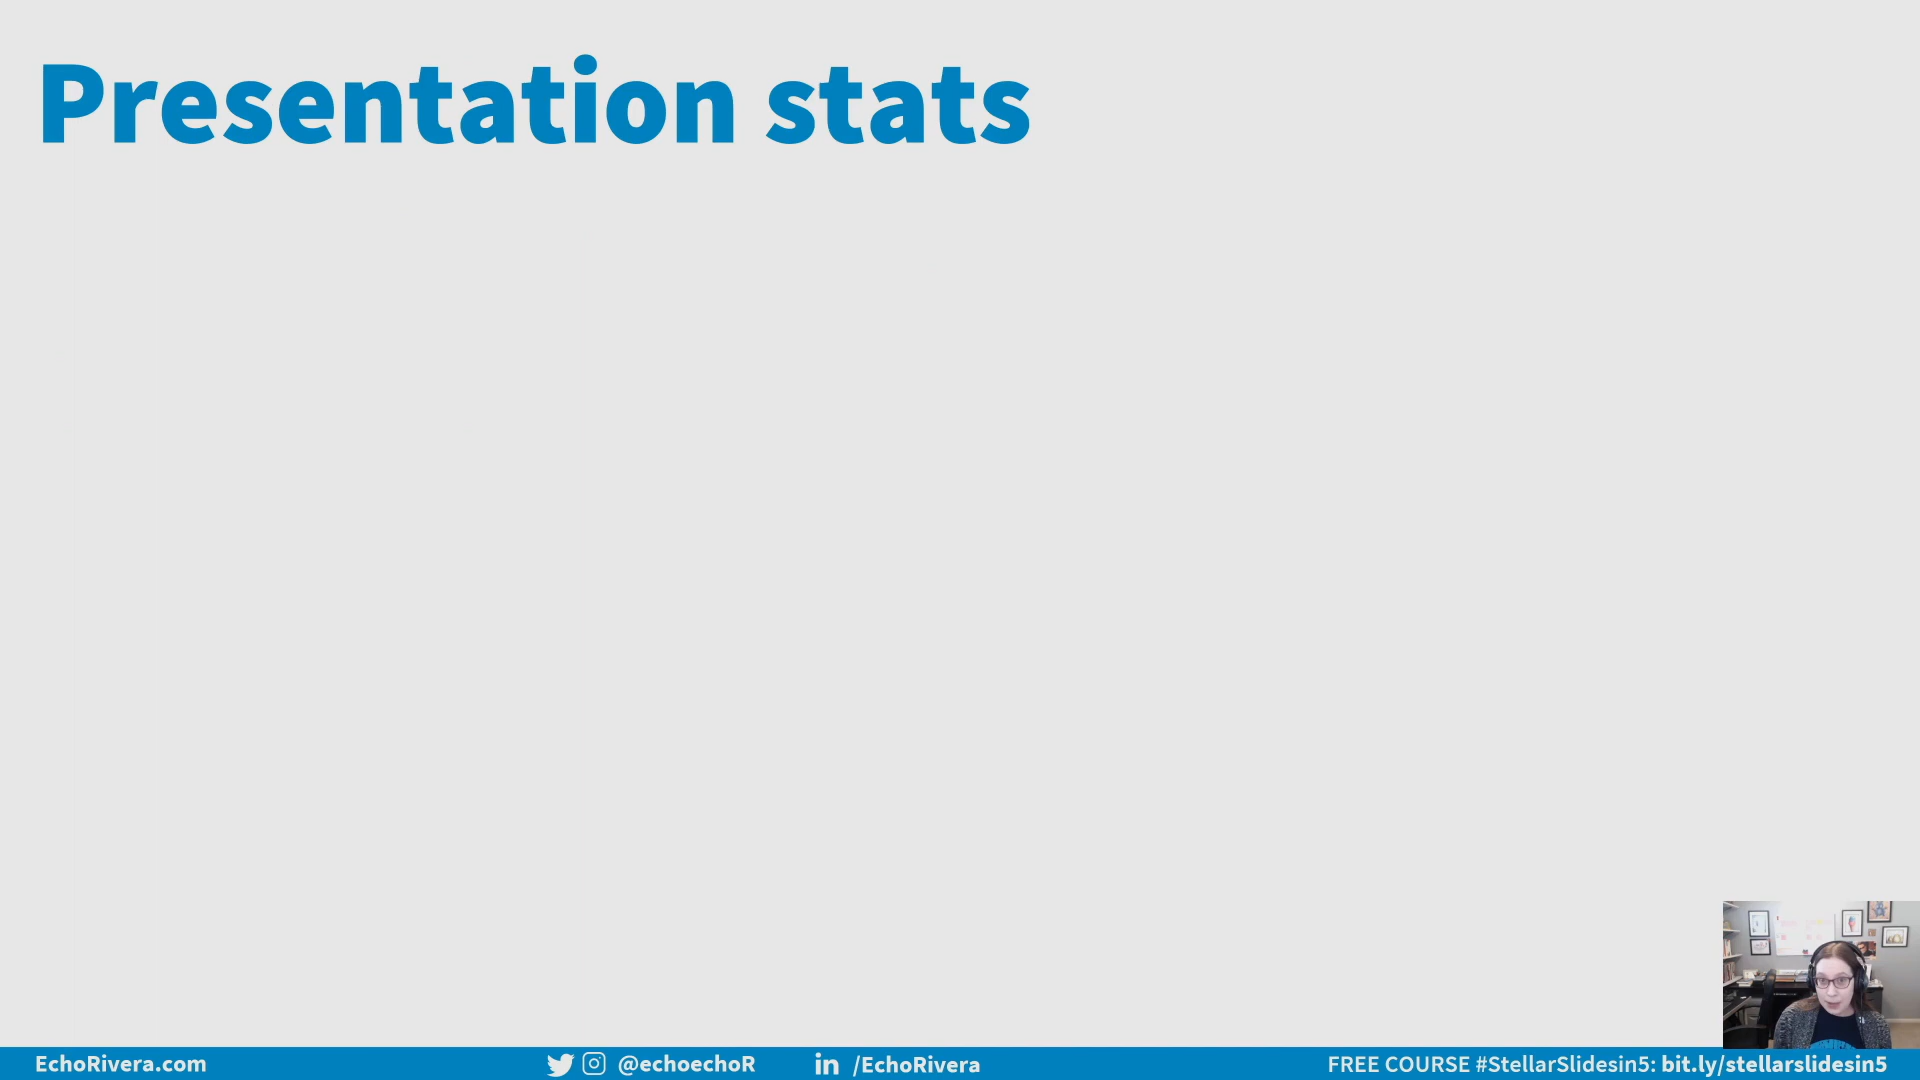 Presentation stats
EchoRivera.com
@echoechoR
/EchoRivera
FREE COURSE #StellarSlidesin5: bit.ly/stellarslidesin5